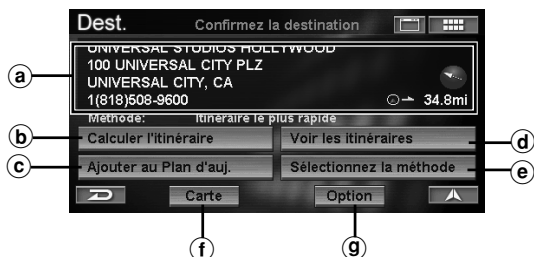 Dest. Confirmez la destination
UNIVERSAL STUDIOS HOLLYWOOD
100 UNIVERSAL CITY PLZ
UNIVERSAL CITY, CA
1(818)508-9600 34.8mi
Méthode: Itinéraire le plus rapide
Calculer l'itinéraire Voir les itinéraires
Ajouter au Plan d'auj. Sélectionnez la méthode
Carte Option
a
b
c
d
e
f
g